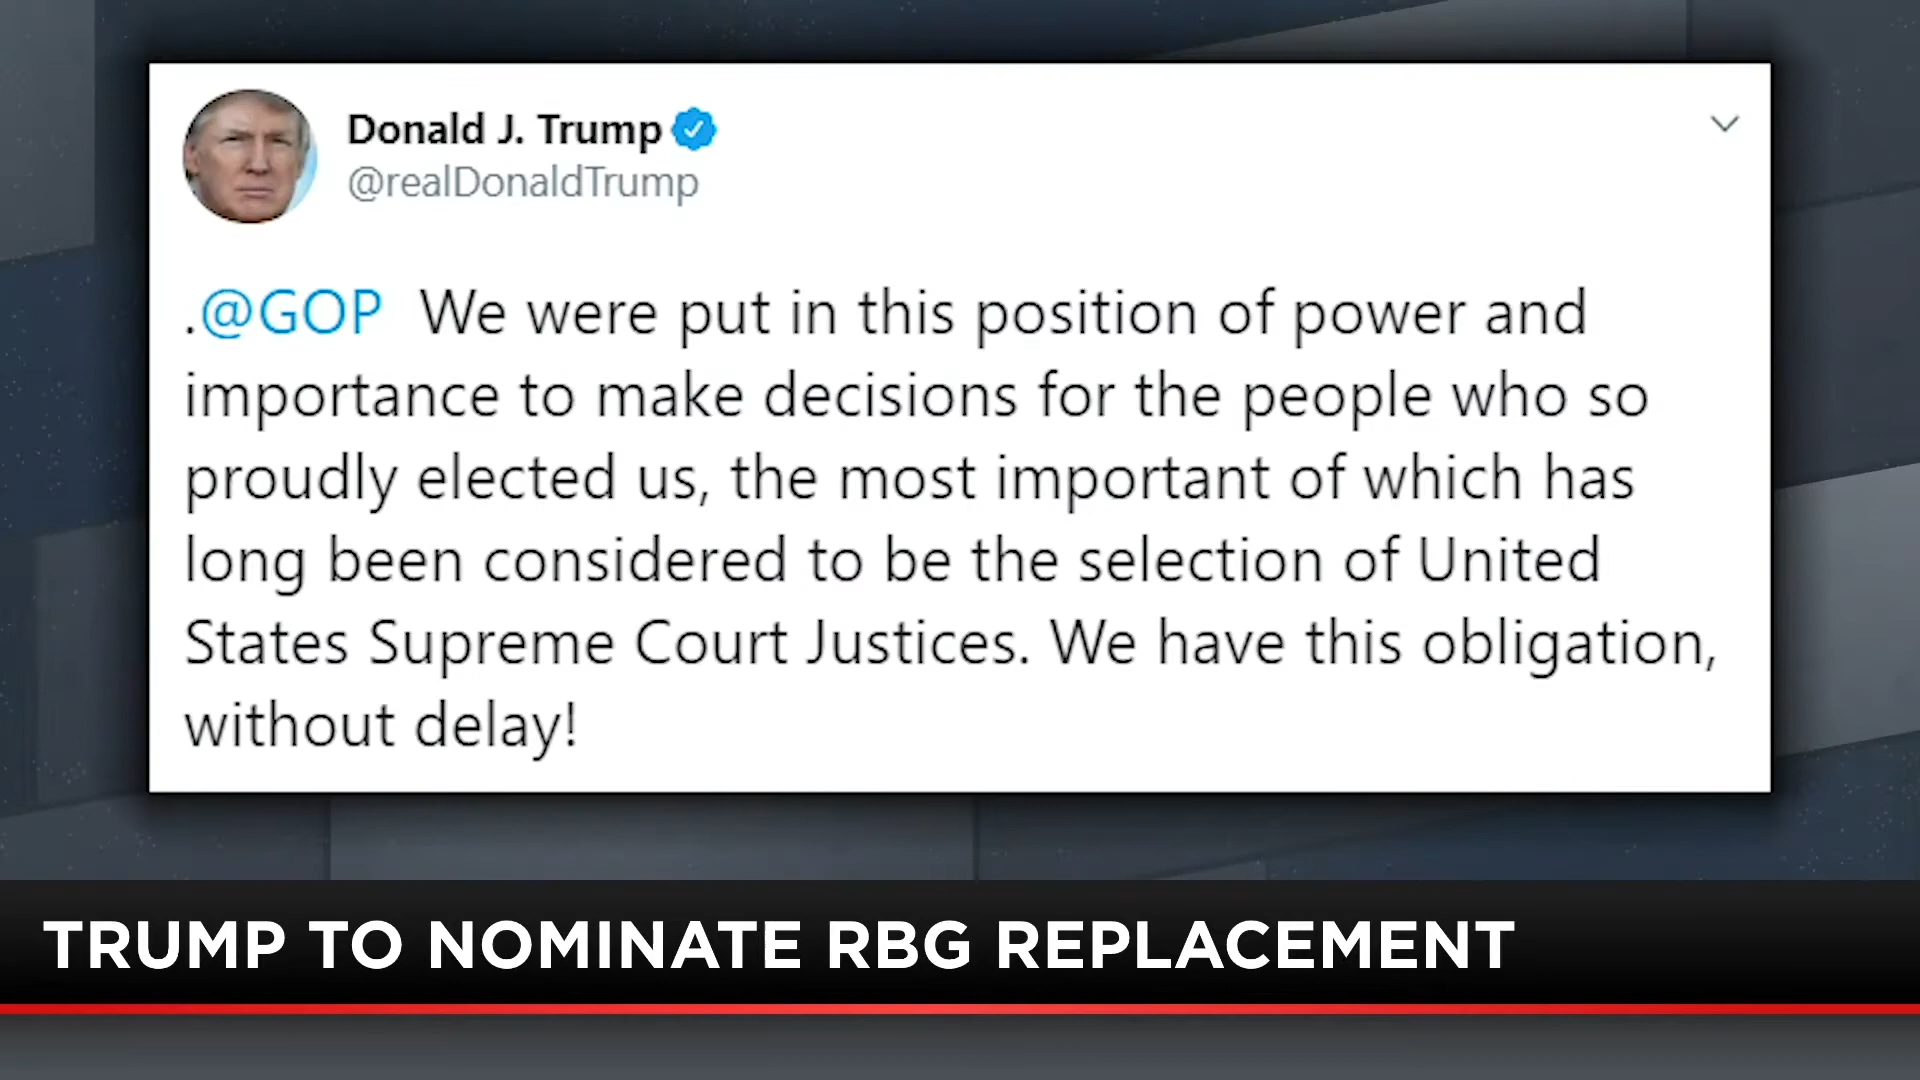 Donald J. Trump
@realDonaldTrump
.@GOP We were put in this position of power and
importance to make decisions for the people who so
proudly elected us, the most important of which has
long been considered to be the selection of United
States Supreme Court Justices. We have this obligation,
without delay!
TRUMP TO NOMINATE RBG REPLACEMENT